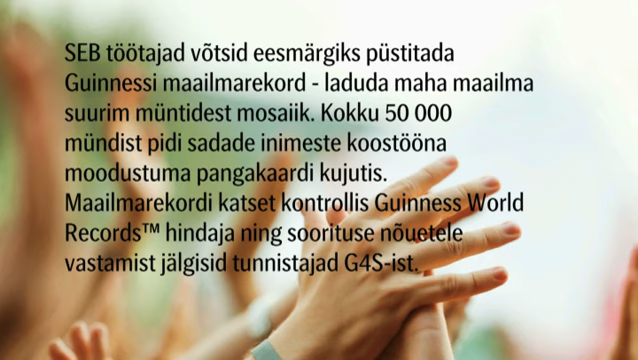 SEB töötajad võtsid eesmärgiks püstitada
Guinnessi maailmarekord - laduda maha maailma
suurim müntidest mosaiik. Kokku 50 000
mündist pidi sadade inimeste koostööna
moodustuma pangakaardi kujutis.
Maailmarekordi katset kontrollis Guinness World
Records™ hindaja ning soorituse nõuetele
vastamist jälgisid tunnistajad G4S-ist.